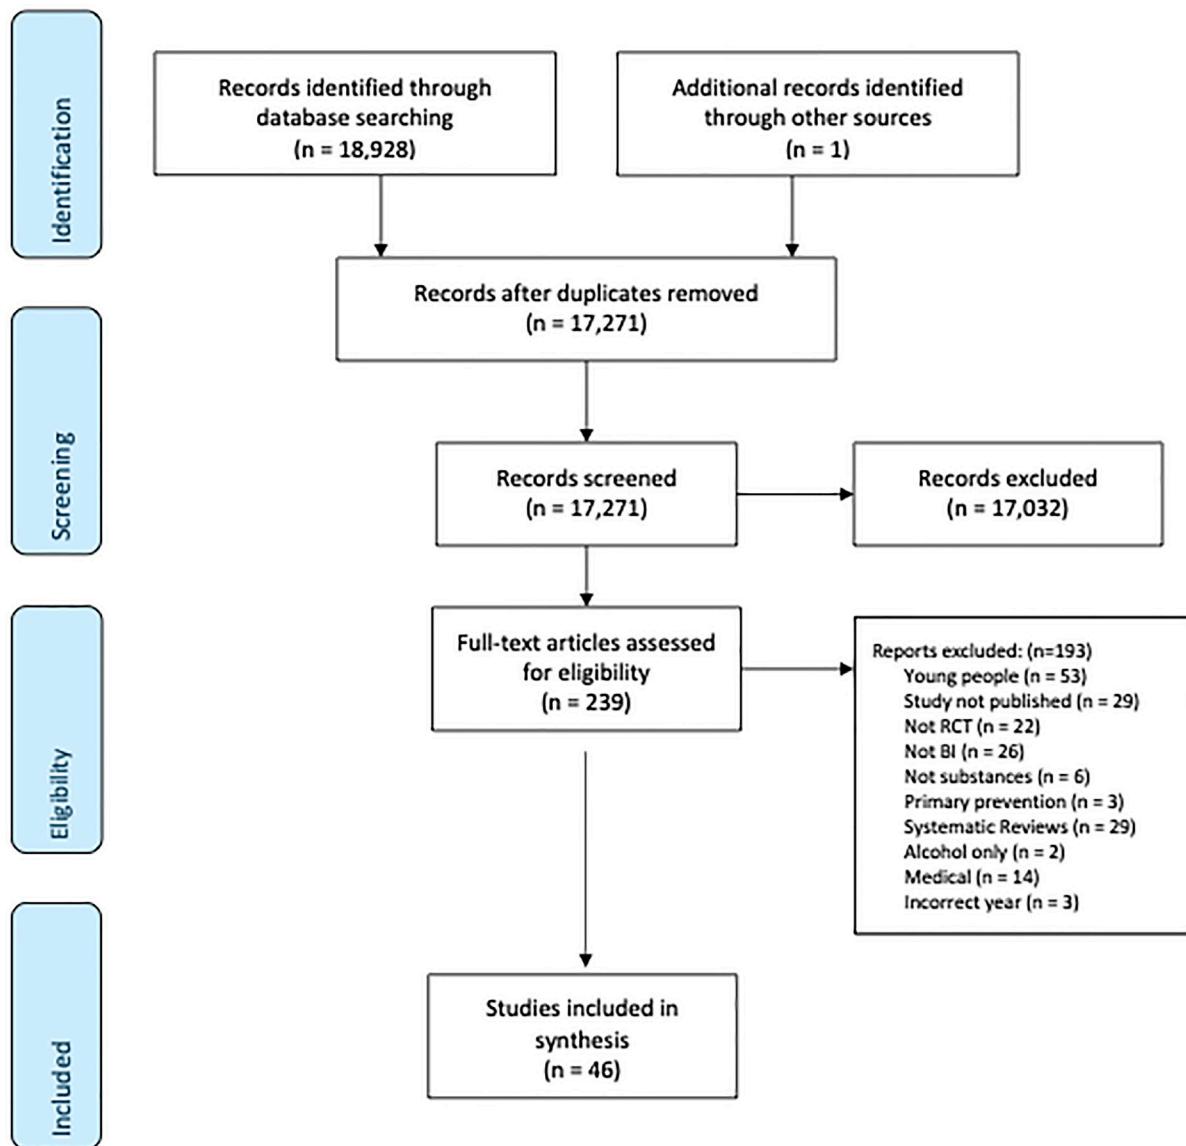 Identification
Records identified through
database searching
(n = 18,928)
Additional records identified
through other sources
(n = 1)
Records after duplicates removed
(n = 17,271)
Screening
Records screened
(n = 17,271)
Records excluded
(n = 17,032)
Eligibility
Full-text articles assessed
for eligibility
(n = 239)
Reports excluded: (n=193)
Young people (n = 53)
Study not published (n = 29)
Not RCT (n = 22)
Not BI (n = 26)
Not substances (n = 6)
Primary prevention (n = 3)
Systematic Reviews (n = 29)
Alcohol only (n = 2)
Medical (n = 14)
Incorrect year (n = 3)
Included
Studies included in
synthesis
(n = 46)